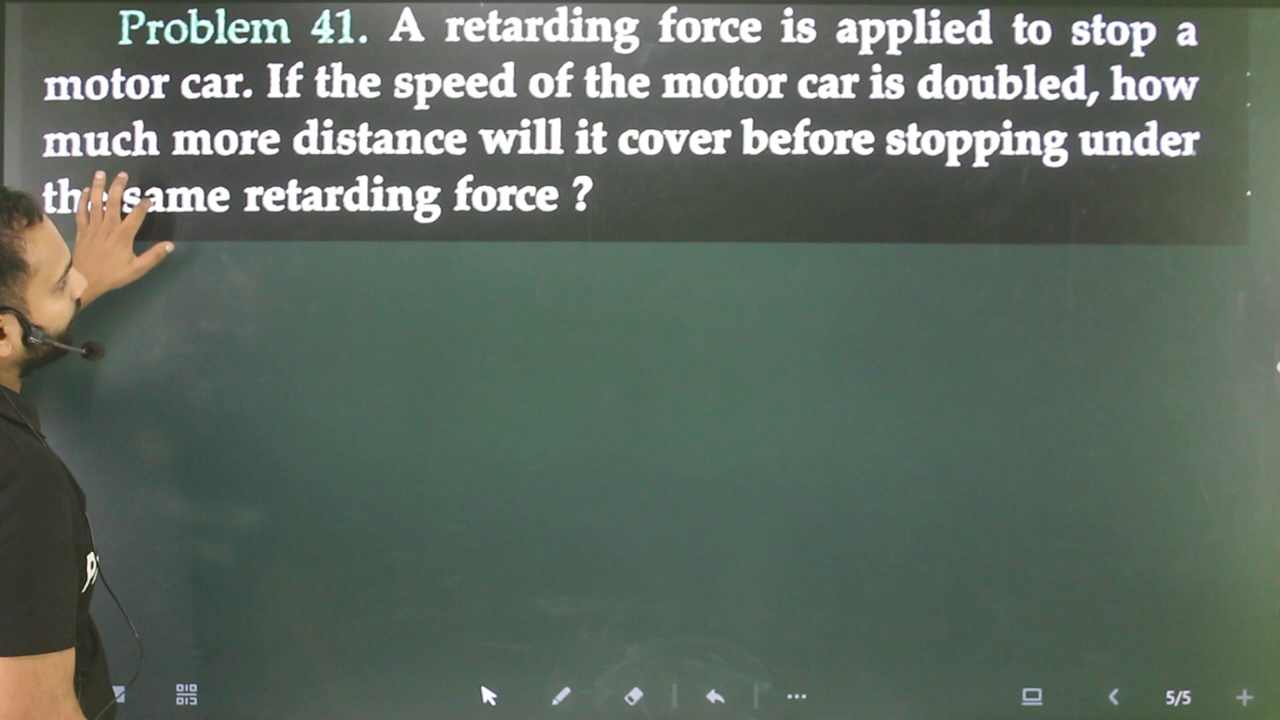 Problem 41. A retarding force is applied to stop a
motor car. If the speed of the motor car is doubled, how
much more distance will it cover before stopping under
the same retarding force ?
5/5